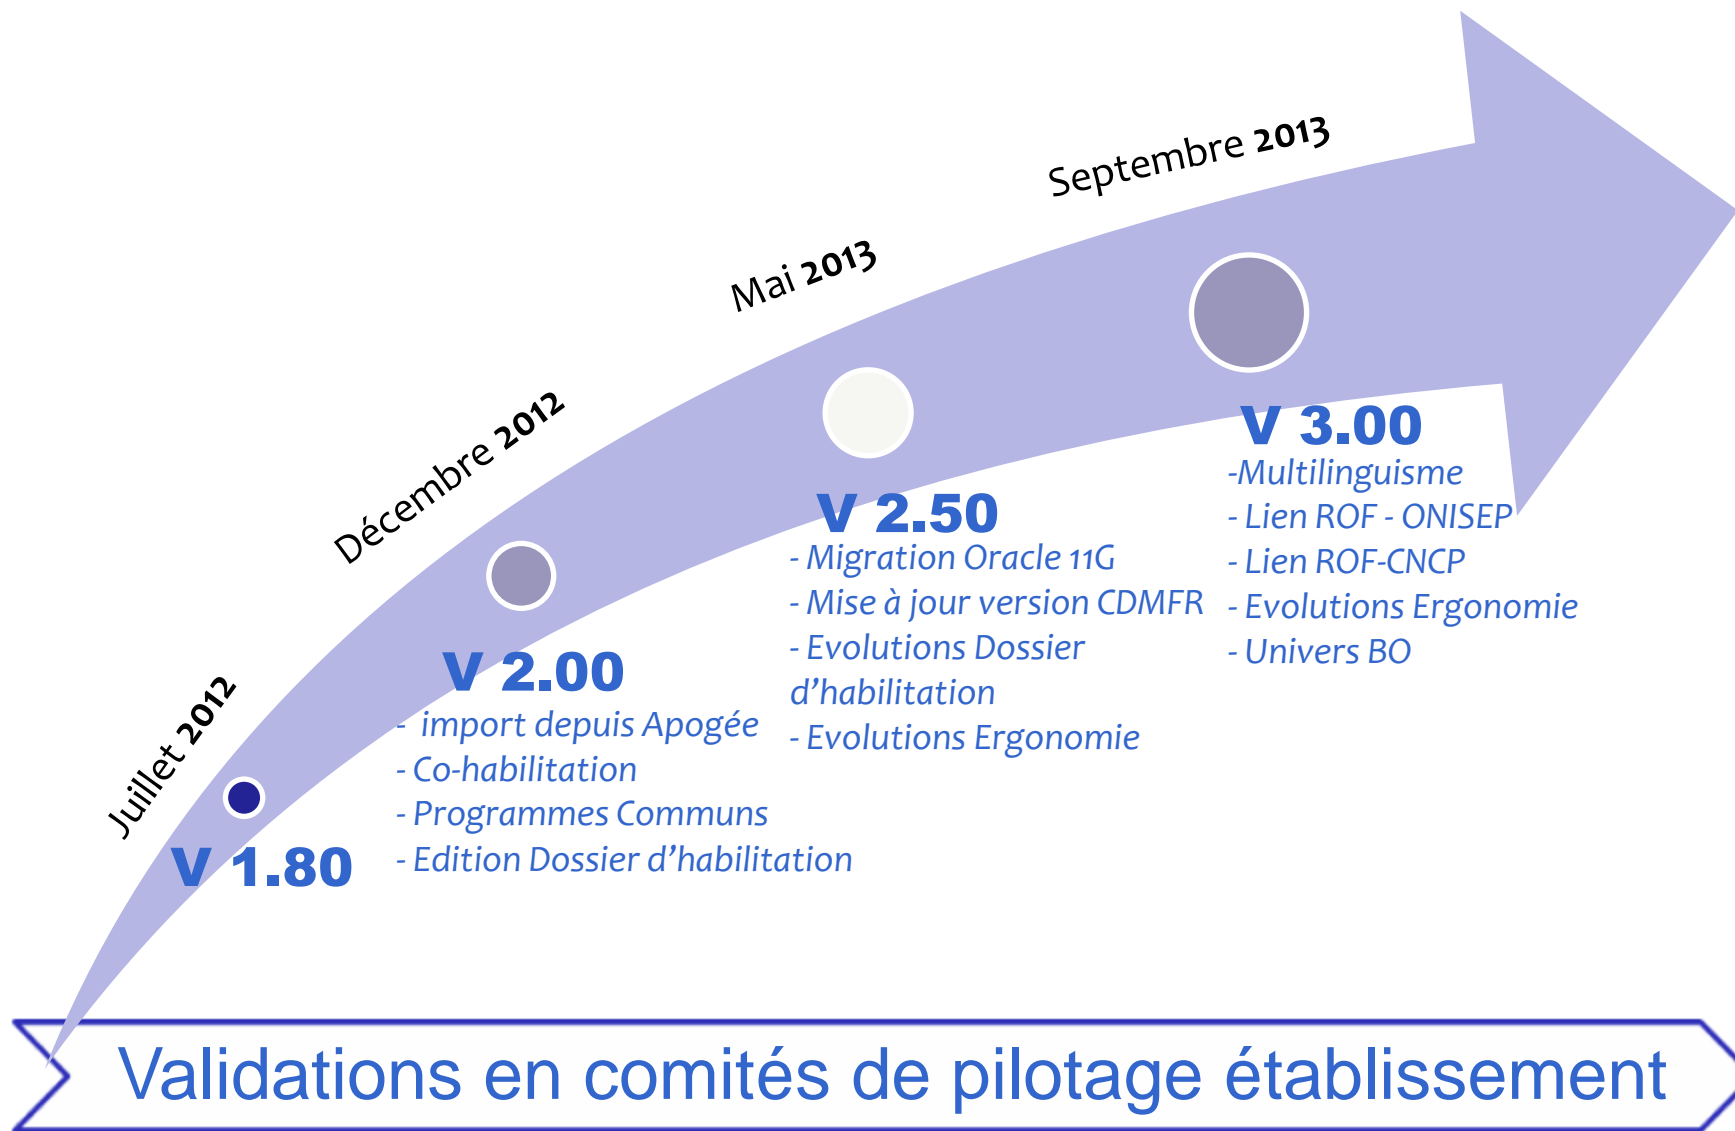 Juillet 2012
V 1.80
Décembre 2012
V 2.00
- import depuis Apogée
- Co-habilitation
- Programmes Communs
- Edition Dossier d'habilitation
Mai 2013
V 2.50
- Migration Oracle 11G
- Mise à jour version CDMFR
- Evolutions Dossier
d'habilitation
- Evolutions Ergonomie
Septembre 2013
V 3.00
-Multilinguisme
- Lien ROF - ONISEP
- Lien ROF-CNCP
- Evolutions Ergonomie
- Univers BO
Validations en comités de pilotage établissement